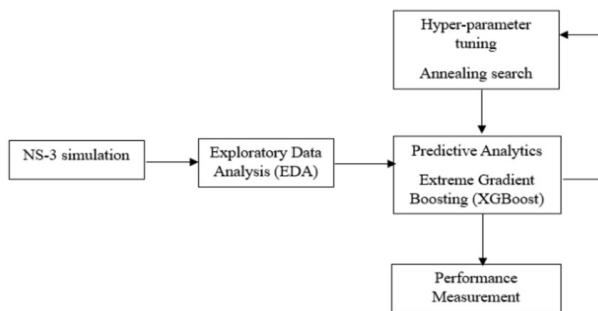 Hyper-parameter
tuning
Annealing search
NS-3 simulation
Exploratory Data
Analysis (EDA)
Predictive Analytics
Extreme Gradient
Boosting (XGBoost)
Performance
Measurement